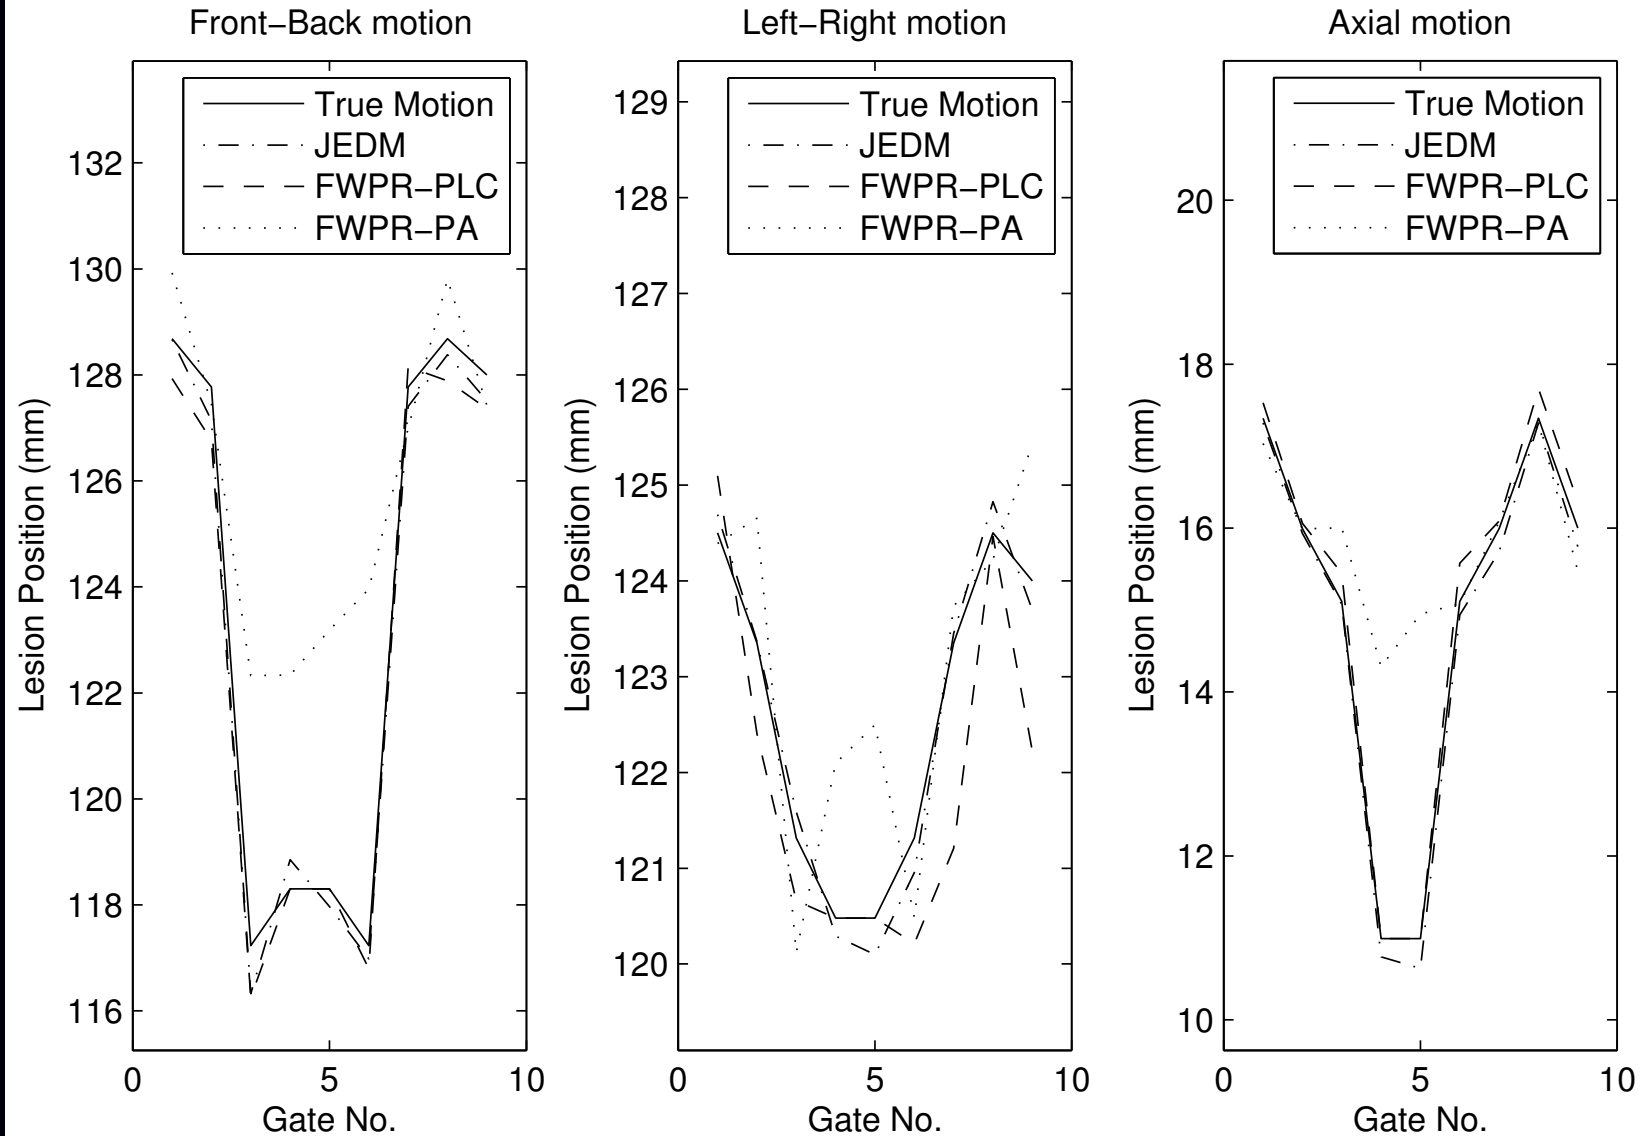 Front−Back motion
True Motion
JEDM
FWPR−PLC
FWPR−PA
132
130
128
126
124
122
120
118
116
0
5
10
Lesion Position (mm)
Gate No.
Left−Right motion
True Motion
JEDM
FWPR−PLC
FWPR−PA
129
128
127
126
125
124
123
122
121
120
0
5
10
Lesion Position (mm)
Gate No.
Axial motion
True Motion
JEDM
FWPR−PLC
FWPR−PA
20
18
16
14
12
10
0
5
10
Lesion Position (mm)
Gate No.